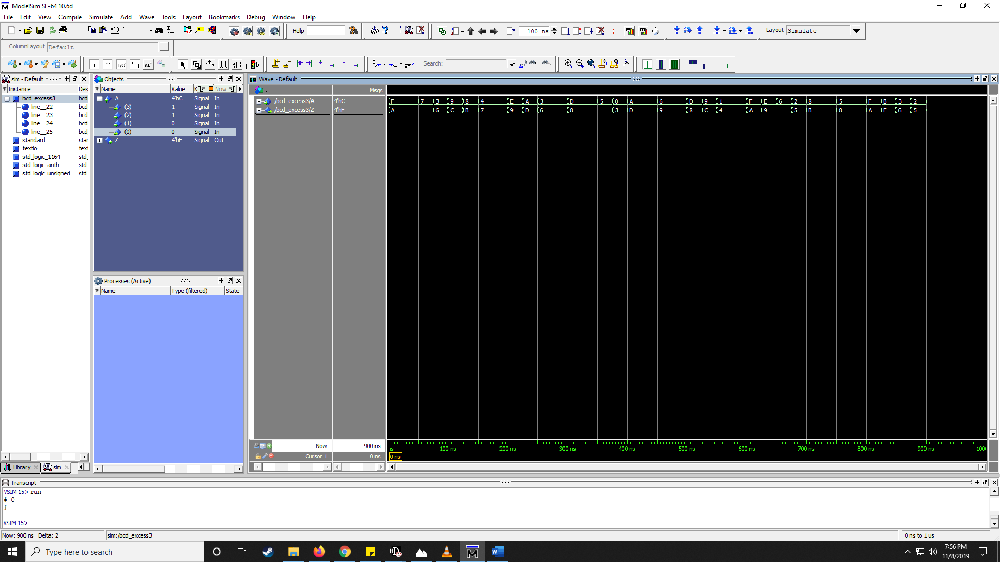 ModelSim SE-64 10.6d
File Edit View Compile Simulate Add Wave Tools Layout Bookmarks Debug Window Help
Help
100 ns
Layout Simulate
ColumnLayout Default
Search:
sim - Default
Instance Des
bcd_excess3 bcd
line__22 bcd
line__23 bcd
line__24 bcd
line__25 bcd
standard star
textio text
std_logic_1164 std_
std_logic_arith std_
std_logic_unsigned std_
Library sim
Objects
Name Value K Now
A 4'hC Signal In
(3) 1 Signal In
(2) 1 Signal In
(1) 0 Signal In
(0) 0 Signal In
Z 4'hF Signal Out
Processes (Active)
Name Type (filtered) State
Wave - Default
Msgs
/bcd_excess3/A 4'hC F 7 3 9 8 4 E A 3 D 5 0 A 6 D 9 1 F E 6 2 8 5 F B 3 2
/bcd_excess3/Z 4'hF A 6 C B 7 9 D 6 8 3 D 9 8 C 4 A 9 5 B 8 A E 6 5
Now 900 ns
ns 100 ns 200 ns 300 ns 400 ns 500 ns 600 ns 700 ns 800 ns 900 ns 1000
Cursor 1 0 ns 0 ns
Transcript
VSIM 15> run
# 0
#
VSIM 15>
Now: 900 ns Delta: 2 sim:/bcd_excess3 0 ns to 1 us
Type here to search
7:56 PM
11/8/2019